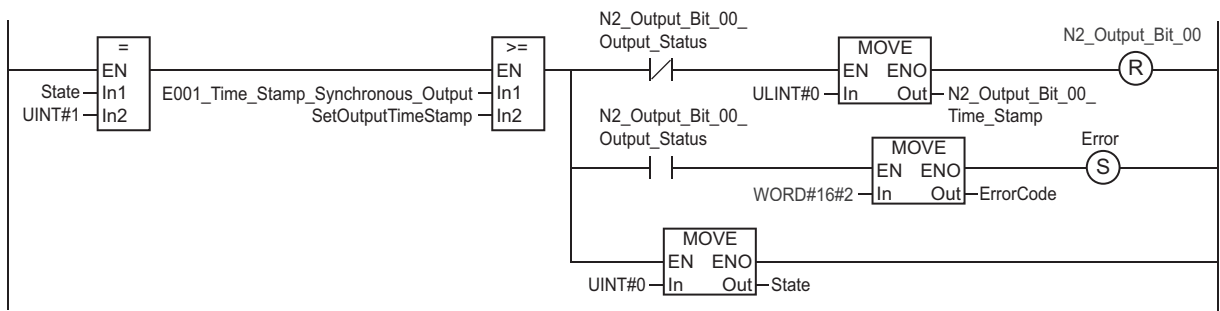 N2_Output_Bit_00_
Output_Status
N2_Output_Bit_00
=
>=
MOVE
EN
EN
EN ENO
R
State
In1
E001_Time_Stamp_Synchronous_Output
In1
ULINT#0
In Out
N2_Output_Bit_00_
Time_Stamp
UINT#1
In2
SetOutputTimeStamp
In2
N2_Output_Bit_00_
Output_Status
Error
MOVE
EN ENO
S
WORD#16#2
In Out
ErrorCode
MOVE
EN ENO
UINT#0
In Out
State